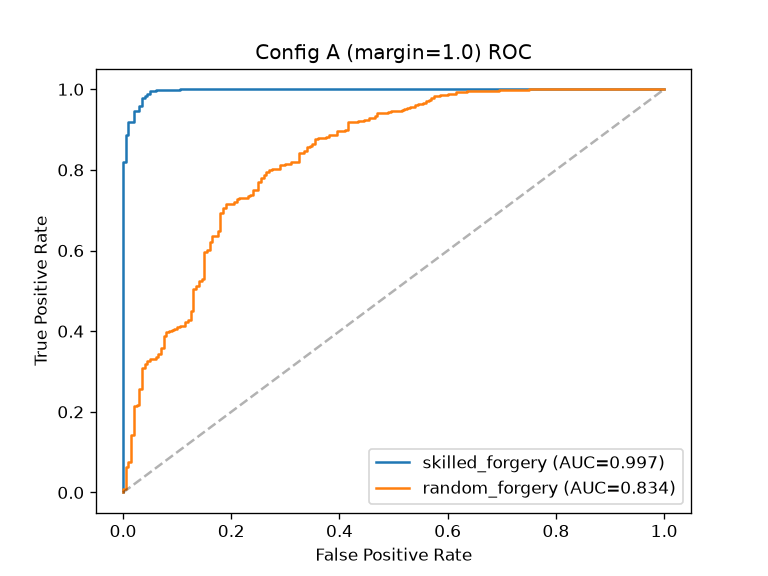 Config A (margin=1.0) ROC
True Positive Rate
1.0
0.8
0.6
0.4
0.2
0.0
skilled_forgery (AUC=0.997)
random_forgery (AUC=0.834)
0.0 0.2 0.4 0.6 0.8 1.0
False Positive Rate